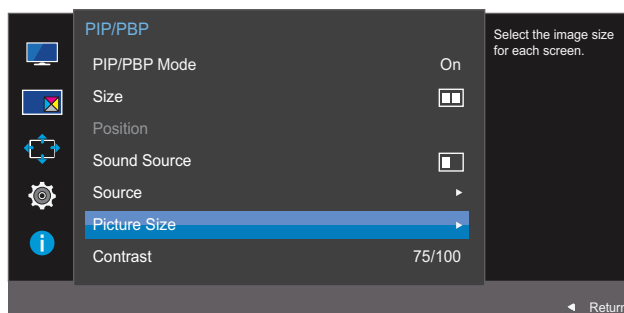 PIP/PBP
PIP/PBP Mode On
Size
Position
Sound Source
Source
Picture Size
Contrast 75/100
Select the image size
for each screen.
Return